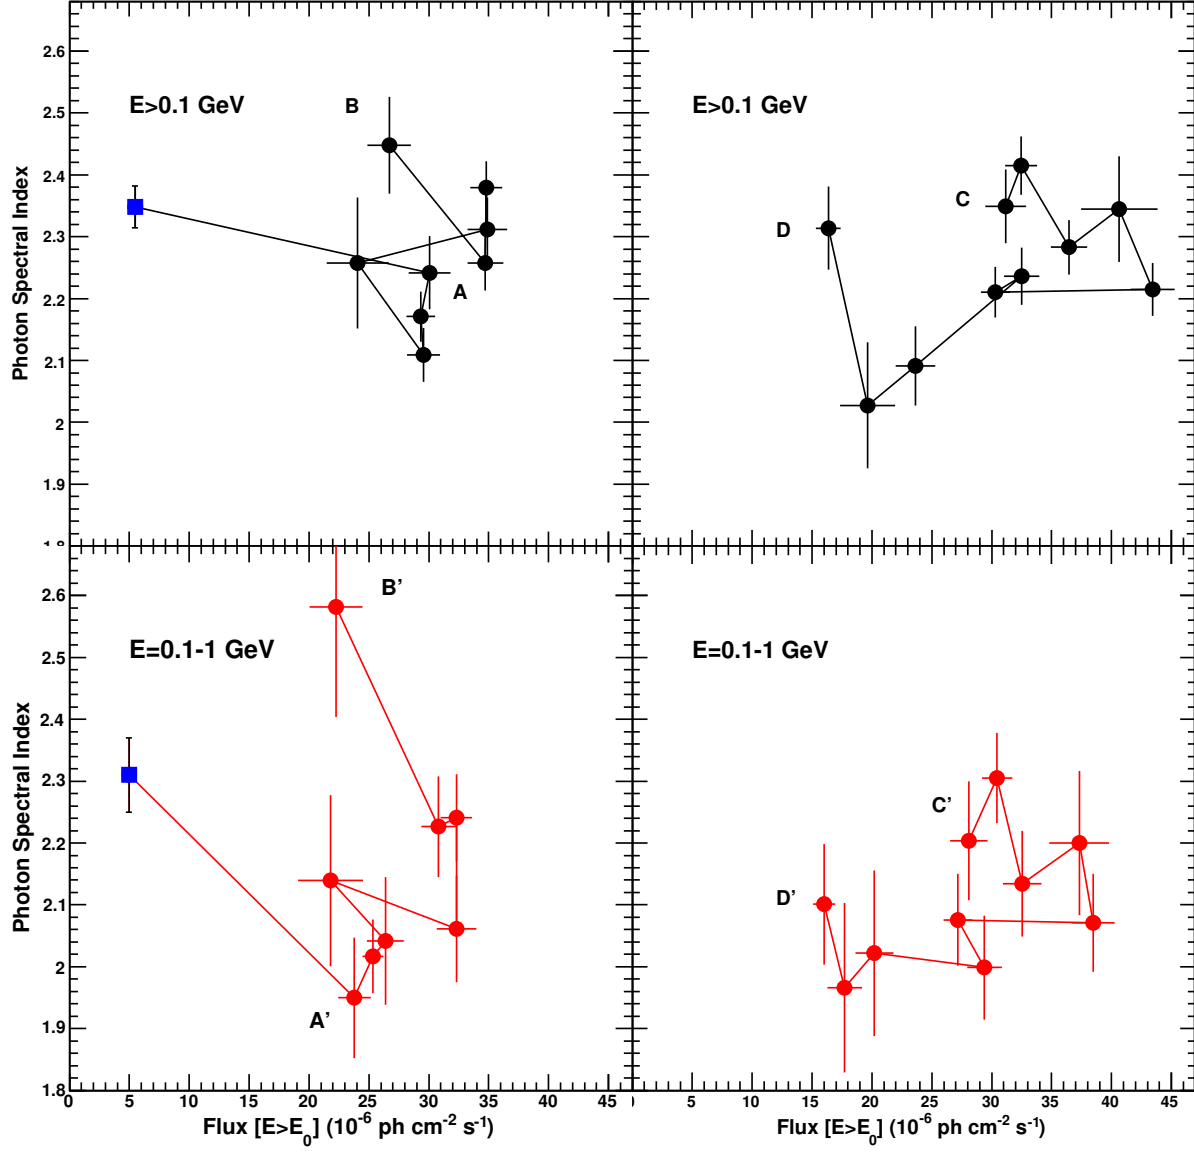 E>0.1 GeV
B
A
Photon Spectral Index
2.6
2.5
2.4
2.3
2.2
2.1
2
1.9
E>0.1 GeV
C
D
E=0.1-1 GeV
B’
A’
Photon Spectral Index
2.6
2.5
2.4
2.3
2.2
2.1
2
1.9
1.8
0 5 10 15 20 25 30 35 40 45
Flux [E>E0] (10-6 ph cm-2 s-1)
E=0.1-1 GeV
C’
D’
5 10 15 20 25 30 35 40 45
Flux [E>E0] (10-6 ph cm-2 s-1)